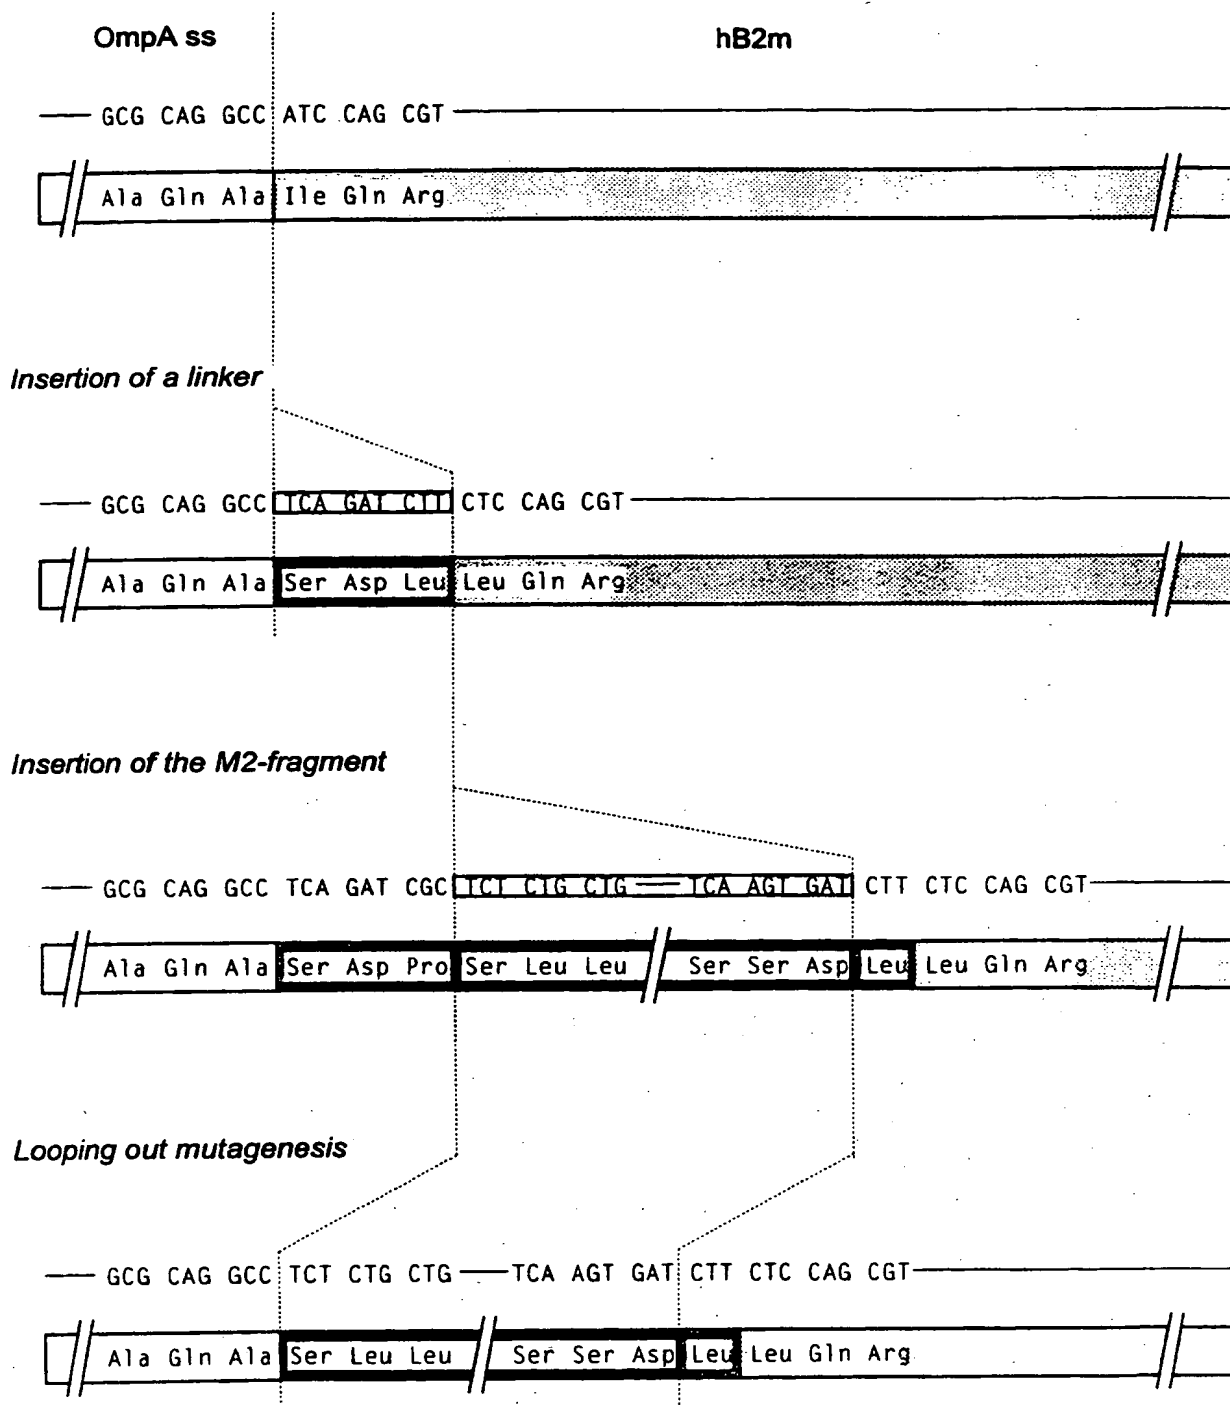 OmpA ss hB2m
GCG CAG GCC ATC CAG CGT
Ala Gln Ala Ile Gln Arg
Insertion of a linker
GCG CAG GCC TCA GAT CTT CTC CAG CGT
Ala Gln Ala Ser Asp Leu Leu Gln Arg
Insertion of the M2-fragment
GCG CAG GCC TCA GAT CGC TCT CTG CTG TCA AGT GAT CTT CTC CAG CGT
Ala Gln Ala Ser Asp Pro Ser Leu Leu Ser Ser Asp Leu Leu Gln Arg
Looping out mutagenesis
GCG CAG GCC TCT CTG CTG TCA AGT GAT CTT CTC CAG CGT
Ala Gln Ala Ser Leu Leu Ser Ser Asp Leu Leu Gln Arg